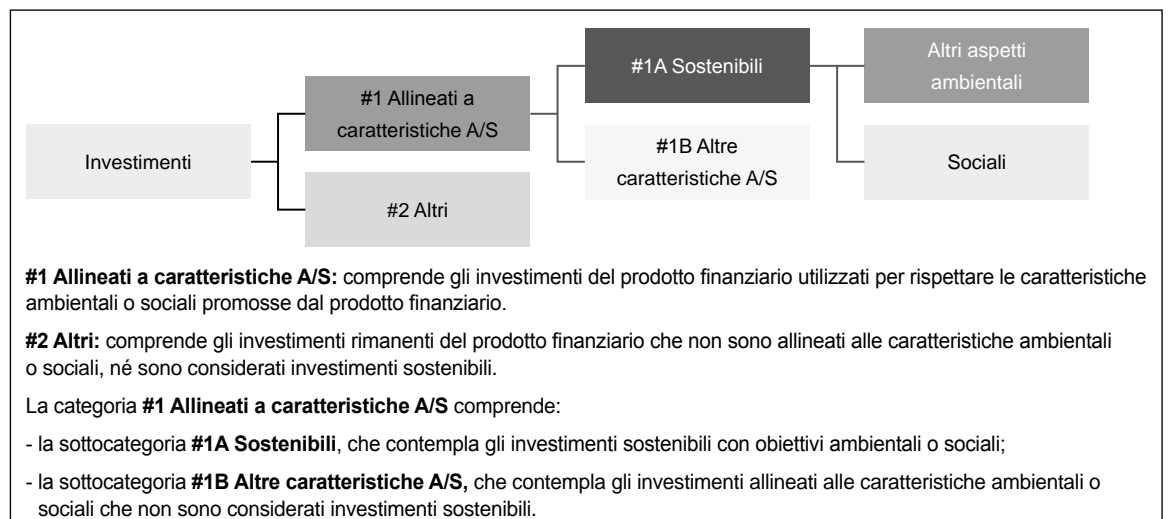 Investimenti
#1 Allineati a
caratteristiche A/S
#2 Altri
#1A Sostenibili
#1B Altre
caratteristiche A/S
Altri aspetti
ambientali
Sociali
#1 Allineati a caratteristiche A/S: comprende gli investimenti del prodotto finanziario utilizzati per rispettare le caratteristiche
ambientali o sociali promosse dal prodotto finanziario.
#2 Altri: comprende gli investimenti rimanenti del prodotto finanziario che non sono allineati alle caratteristiche ambientali
o sociali, né sono considerati investimenti sostenibili.
La categoria #1 Allineati a caratteristiche A/S comprende:
- la sottocategoria #1A Sostenibili, che contempla gli investimenti sostenibili con obiettivi ambientali o sociali;
- la sottocategoria #1B Altre caratteristiche A/S, che contempla gli investimenti allineati alle caratteristiche ambientali o
sociali che non sono considerati investimenti sostenibili.